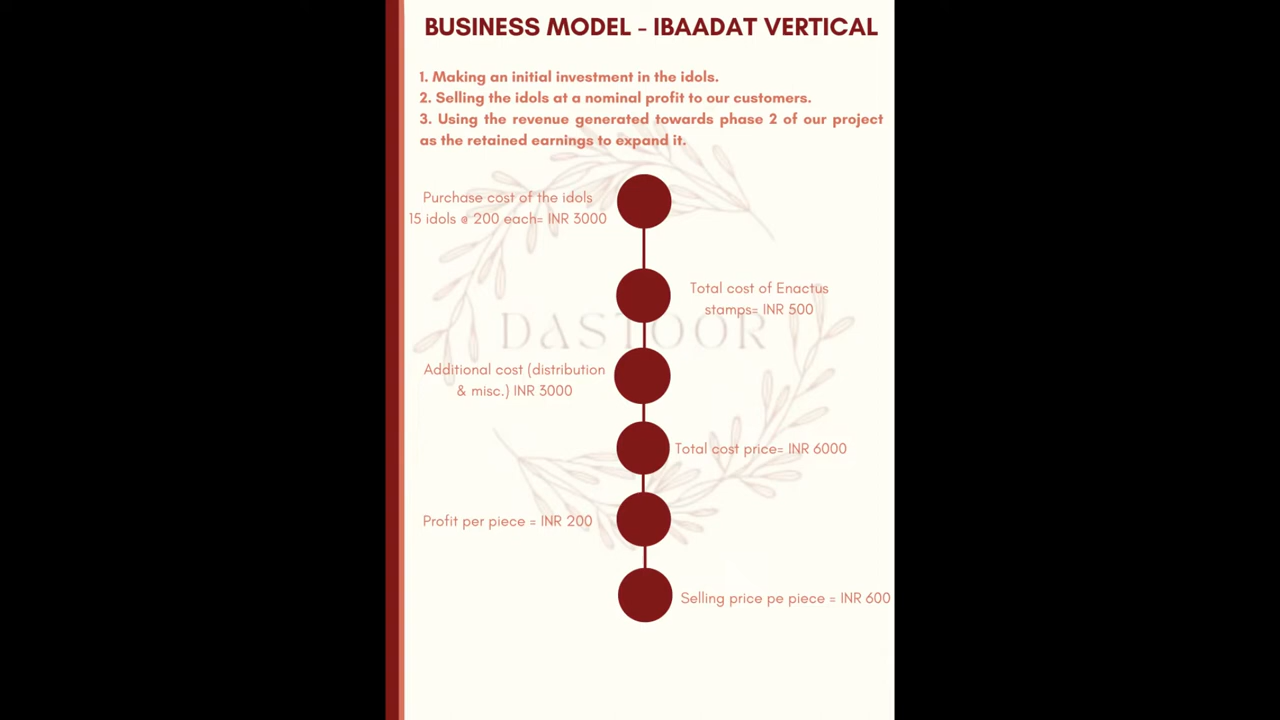 BUSINESS MODEL - IBAADAT VERTICAL
1. Making an initial investment in the idols.
2. Selling the idols at a nominal profit to our customers.
3. Using the revenue generated towards phase 2 of our project
as the retained earnings to expand it.
Purchase cost of the idols
15 idols @ 200 each= INR 3000
Total cost of Enactus
stamps= INR 500
DASTOOR
Additional cost (distribution
& misc.) INR 3000
Total cost price= INR 6000
Profit per piece = INR 200
Selling price pe piece = INR 600